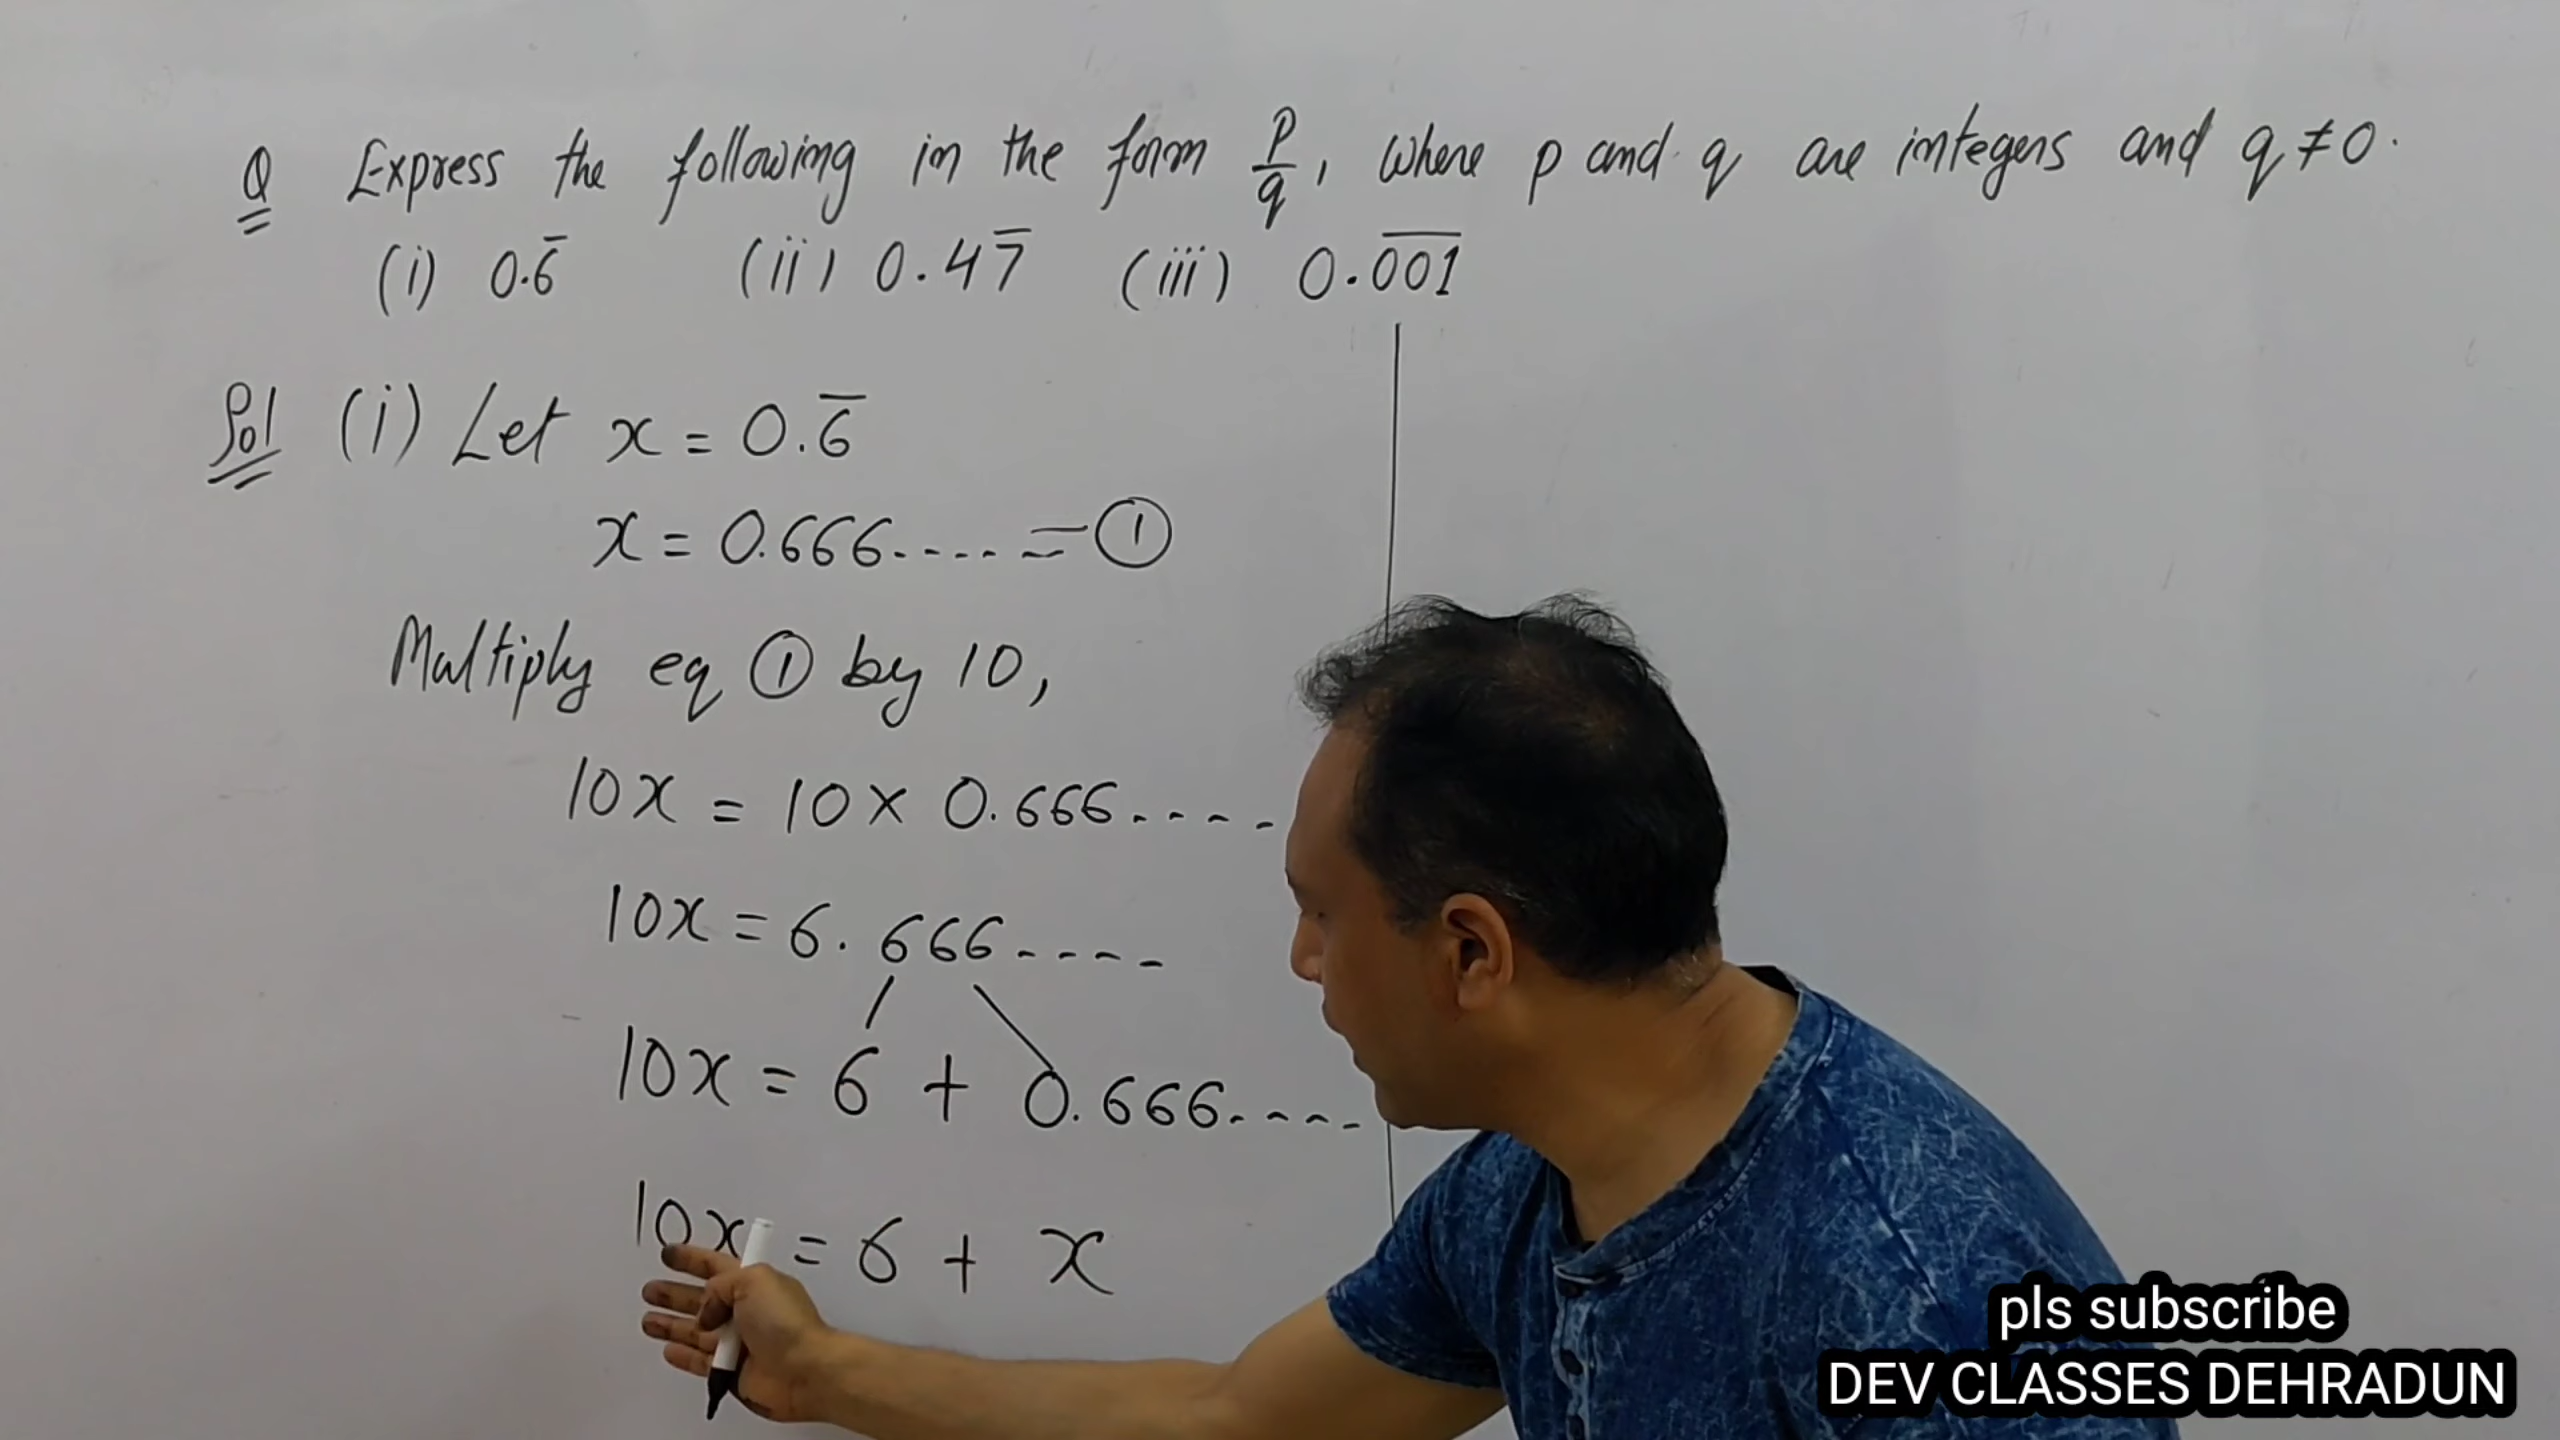 Q Express the following in the form p/q, where p and q are integers and q ≠ 0.
(i) 0.6̅ (ii) 0.47̅ (iii) 0.0̅0̅1̅
Sol (i) Let x = 0.6̅
x = 0.666.... = ①
Multiply eq ① by 10,
10x = 10 × 0.666....
10x = 6.666....
10x = 6 + 0.666....
10x = 6 + x
pls subscribe
DEV CLASSES DEHRADUN